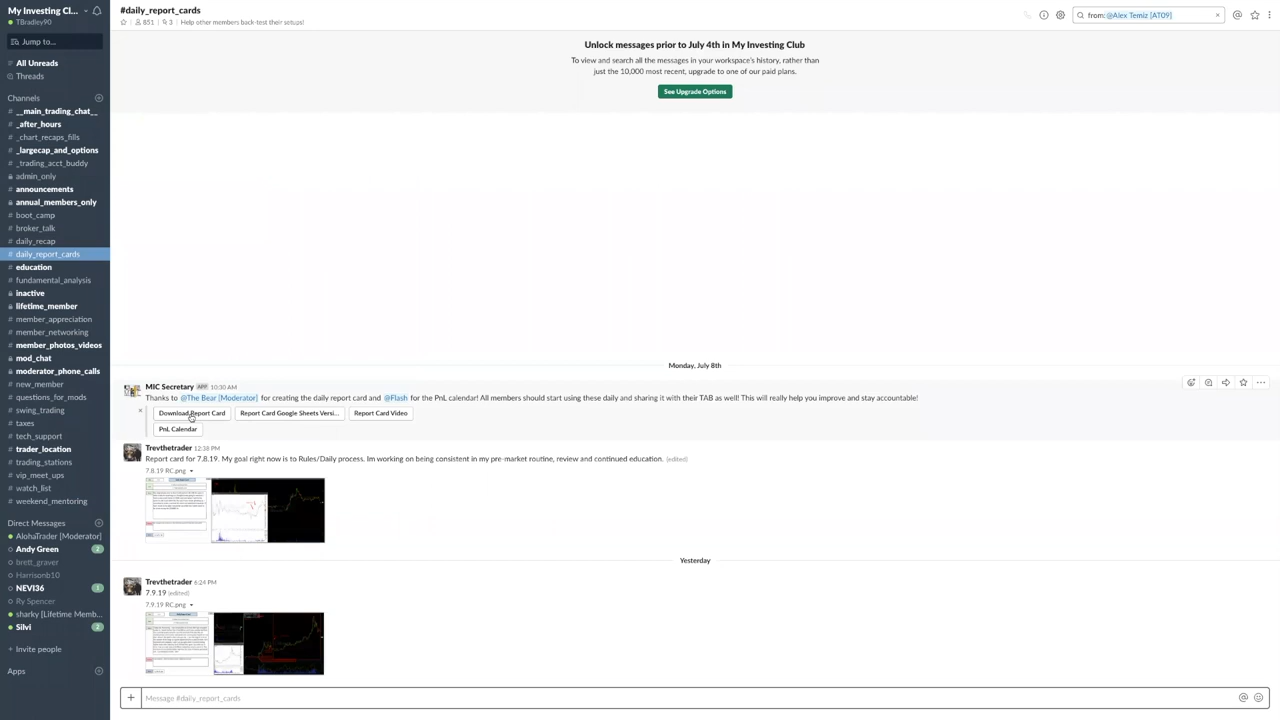 My Investing Cl...
TBradley90
Jump to...
All Unreads
Threads
Channels
# __main_trading_chat__
# _after_hours
# _chart_recaps_fills
# _largecap_and_options
# _trading_acct_buddy
admin_only
# announcements
annual_members_only
# boot_camp
# broker_talk
# daily_recap
# daily_report_cards
# education
# fundamental_analysis
inactive
lifetime_member
# member_appreciation
# member_networking
# member_photos_videos
mod_chat
moderator_phone_calls
# new_member
# questions_for_mods
# swing_trading
# taxes
# tech_support
# trader_location
# trading_stations
# vip_meet_ups
# watch_list
# weekend_mentoring
Direct Messages
AlohaTrader [Moderator]
Andy Green 2
brett_graver
Harrisonb10
NEVI36 1
Ry Spencer
sharky [Lifetime Memb...
Silvi 2
+ Invite people
Apps
#daily_report_cards
851 | 3 | Help other members back-test their setups!
from:@Alex Temiz [AT09]
Unlock messages prior to July 4th in My Investing Club
To view and search all the messages in your workspace's history, rather
than just the 10,000 most recent, upgrade to one of our paid plans.
See Upgrade Options
Monday, July 8th
MIC Secretary APP 10:30 AM
Thanks to @The Bear [Moderator] for creating the daily report card and @Flash for the PnL calendar! All members should start using these daily and sharing it with their TAB as well! This will really help you improve and stay accountable!
Download Report Card Report Card Google Sheets Versi... Report Card Video
PnL Calendar
Trevthetrader 12:38 PM
Report card for 7.8.19. My goal right now is to Rules/Daily process. Im working on being consistent in my pre-market routine, review and continued education. (edited)
7.8.19 RC.png
Yesterday
Trevthetrader 6:24 PM
7.9.19 (edited)
7.9.19 RC.png
Message #daily_report_cards